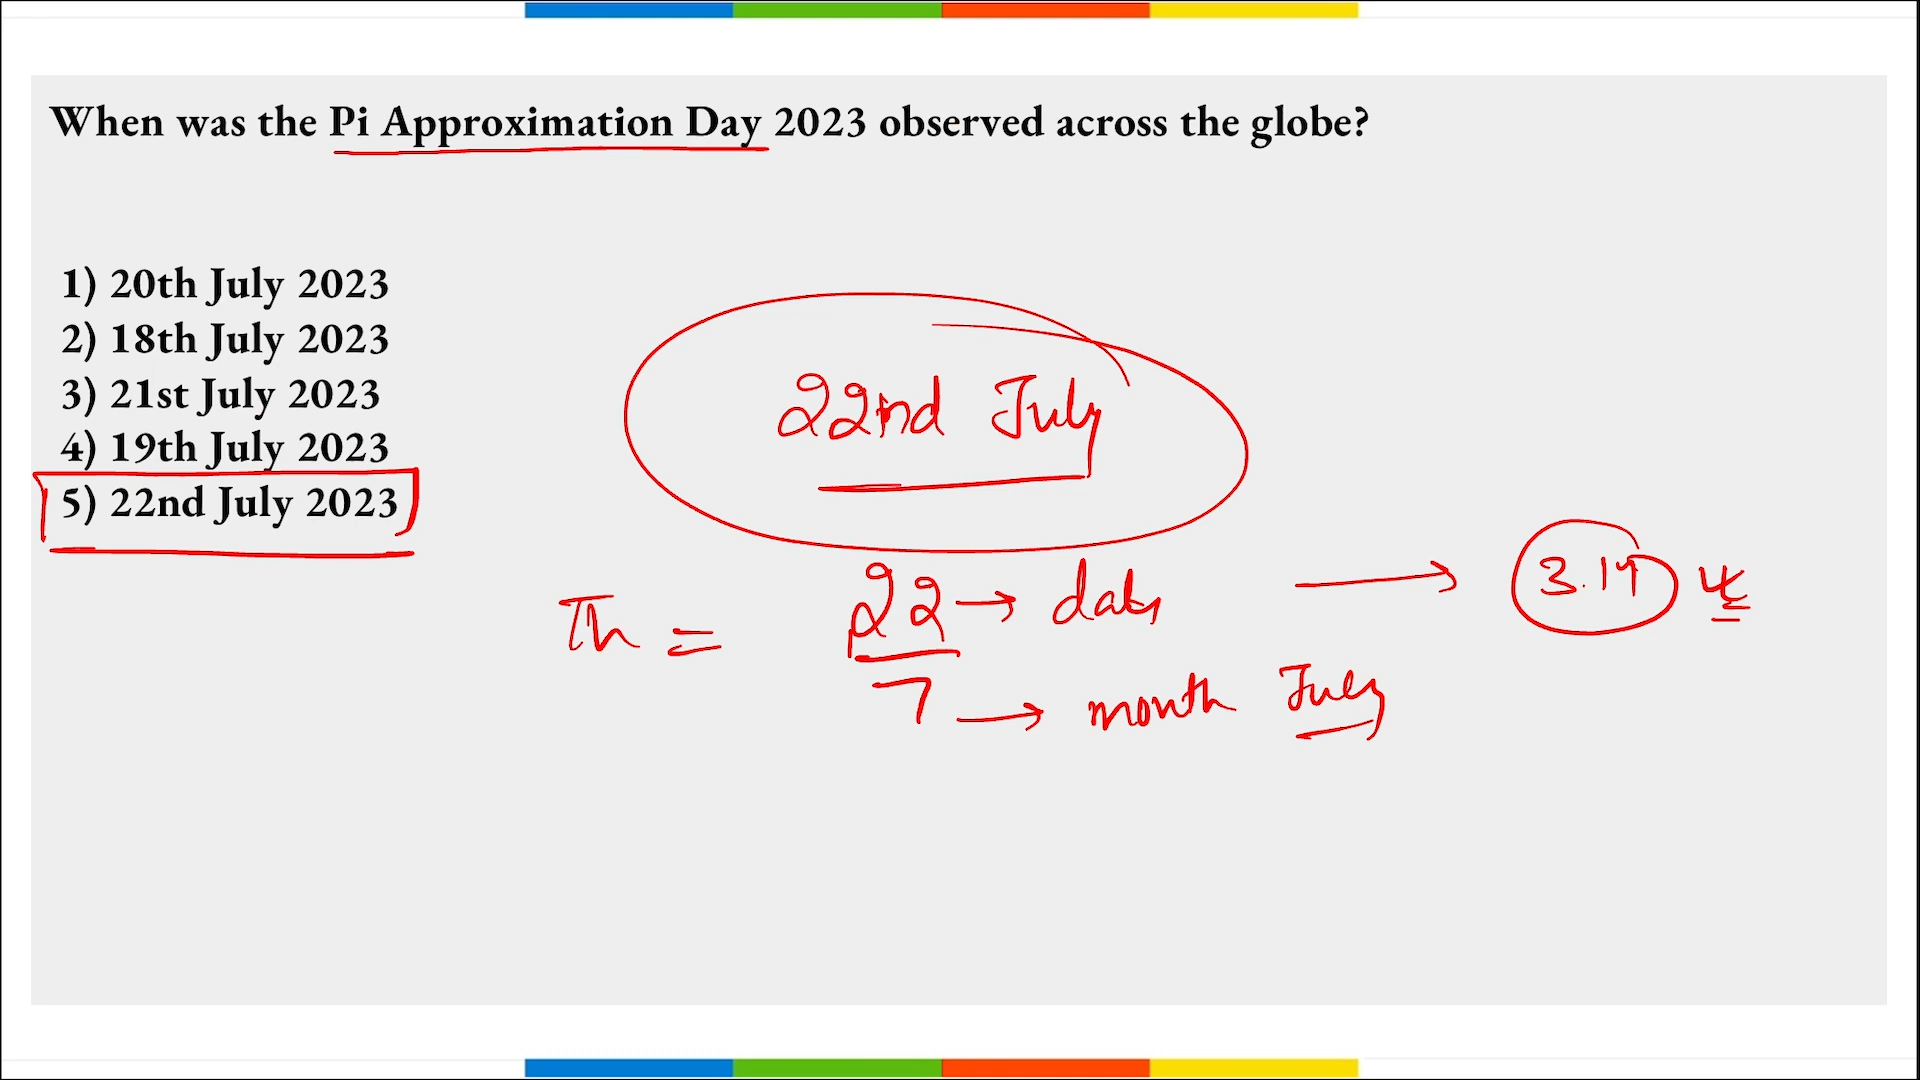 When was the Pi Approximation Day 2023 observed across the globe?
1) 20th July 2023
2) 18th July 2023
3) 21st July 2023
4) 19th July 2023
5) 22nd July 2023
22nd July
= 22 → date → 3.14
7 → month July